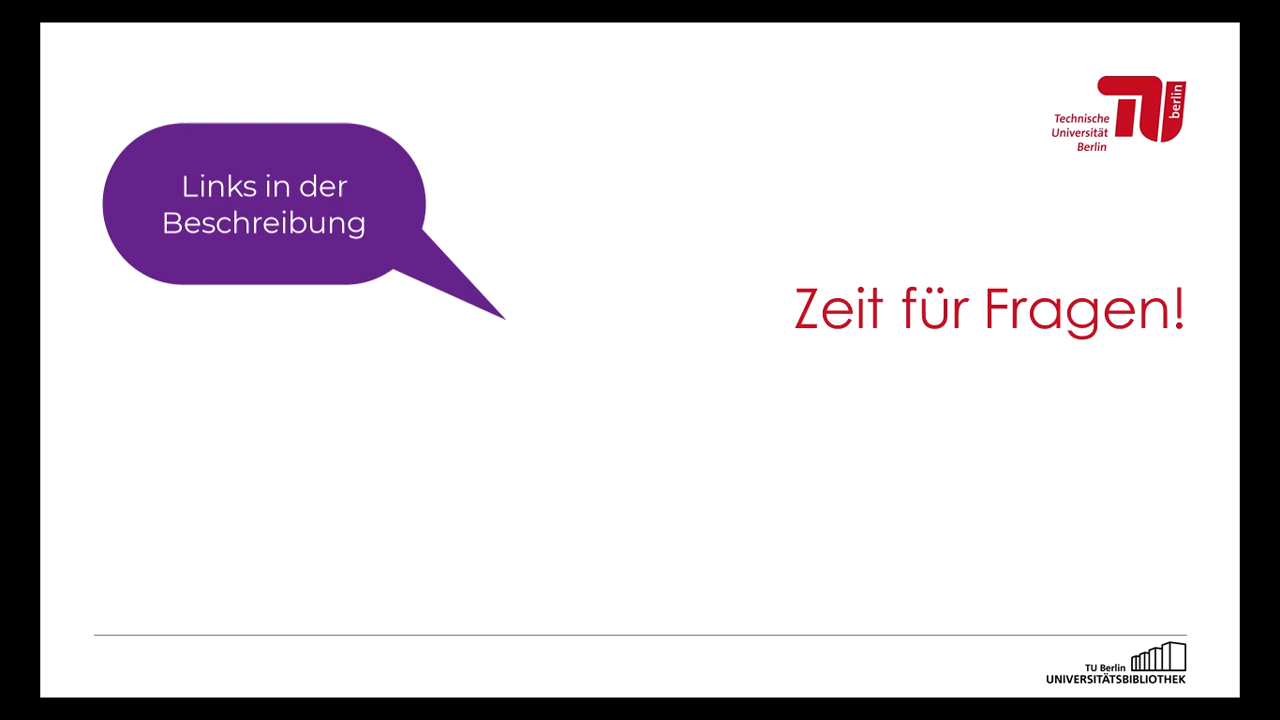 Technische
Universität
Berlin
berlin
Links in der
Beschreibung
Zeit für Fragen!
TU Berlin
UNIVERSITÄTSBIBLIOTHEK